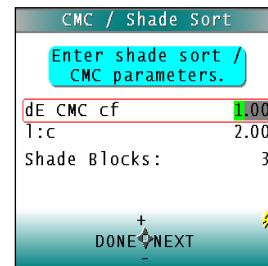 CMC / Shade Sort
Enter shade sort /
CMC parameters.
dE CMC cf 1.00
l:c 2.00
Shade Blocks: 3
+
DONE NEXT
-